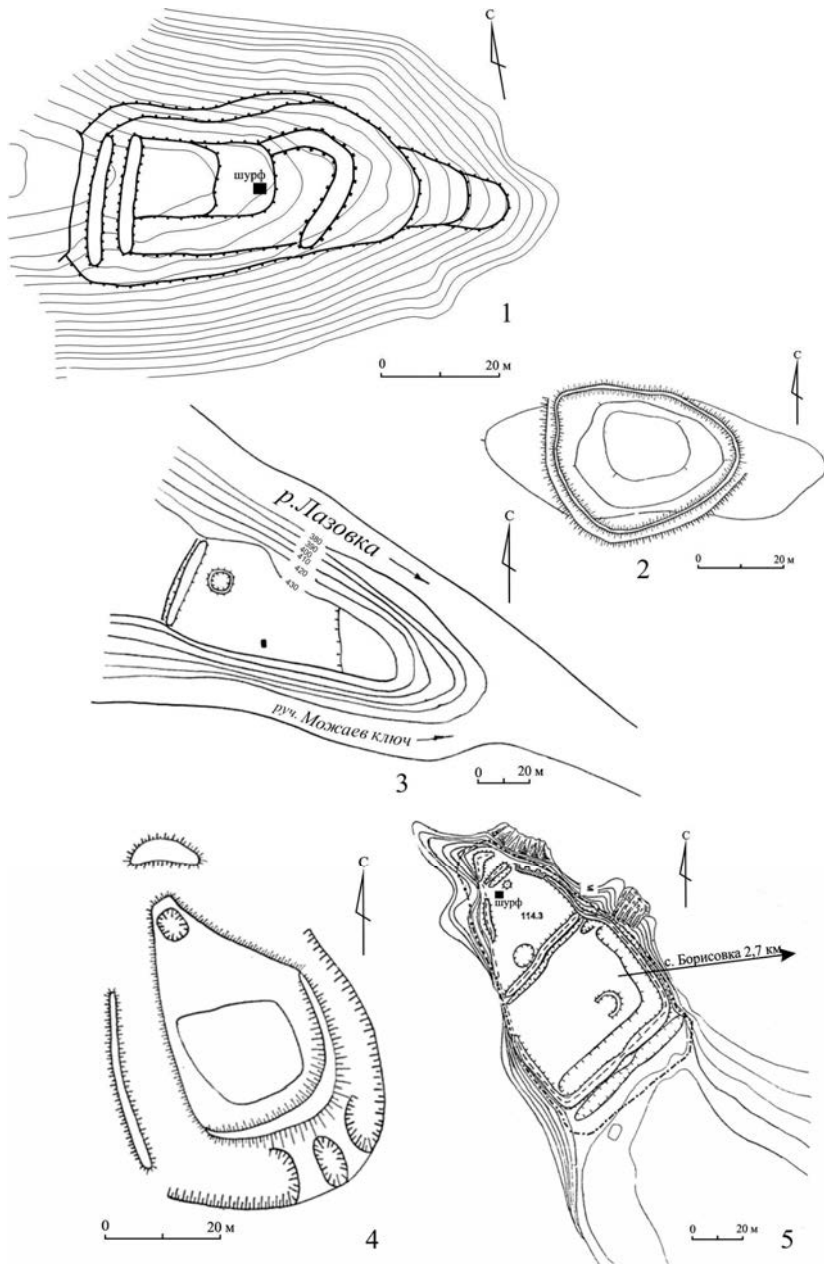 С
шурф
1
0 20 м
С
2
0 20 м
р.Лазовка
С
380
390
400
410
420
430
руч. Можаев ключ
3
0 20 м
С
4
0 20 м
С
шурф
114.3
с. Борисовка 2,7 км
5
0 20 м